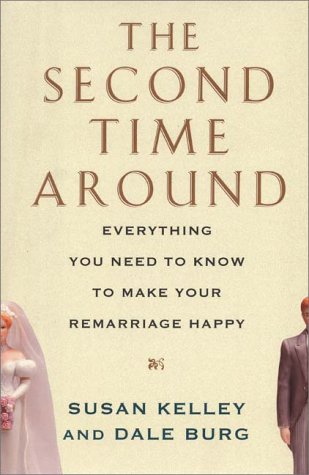 THE
SECOND
TIME
AROUND
EVERYTHING
YOU NEED TO KNOW
TO MAKE YOUR
REMARRIAGE HAPPY
SUSAN KELLEY
AND DALE BURG